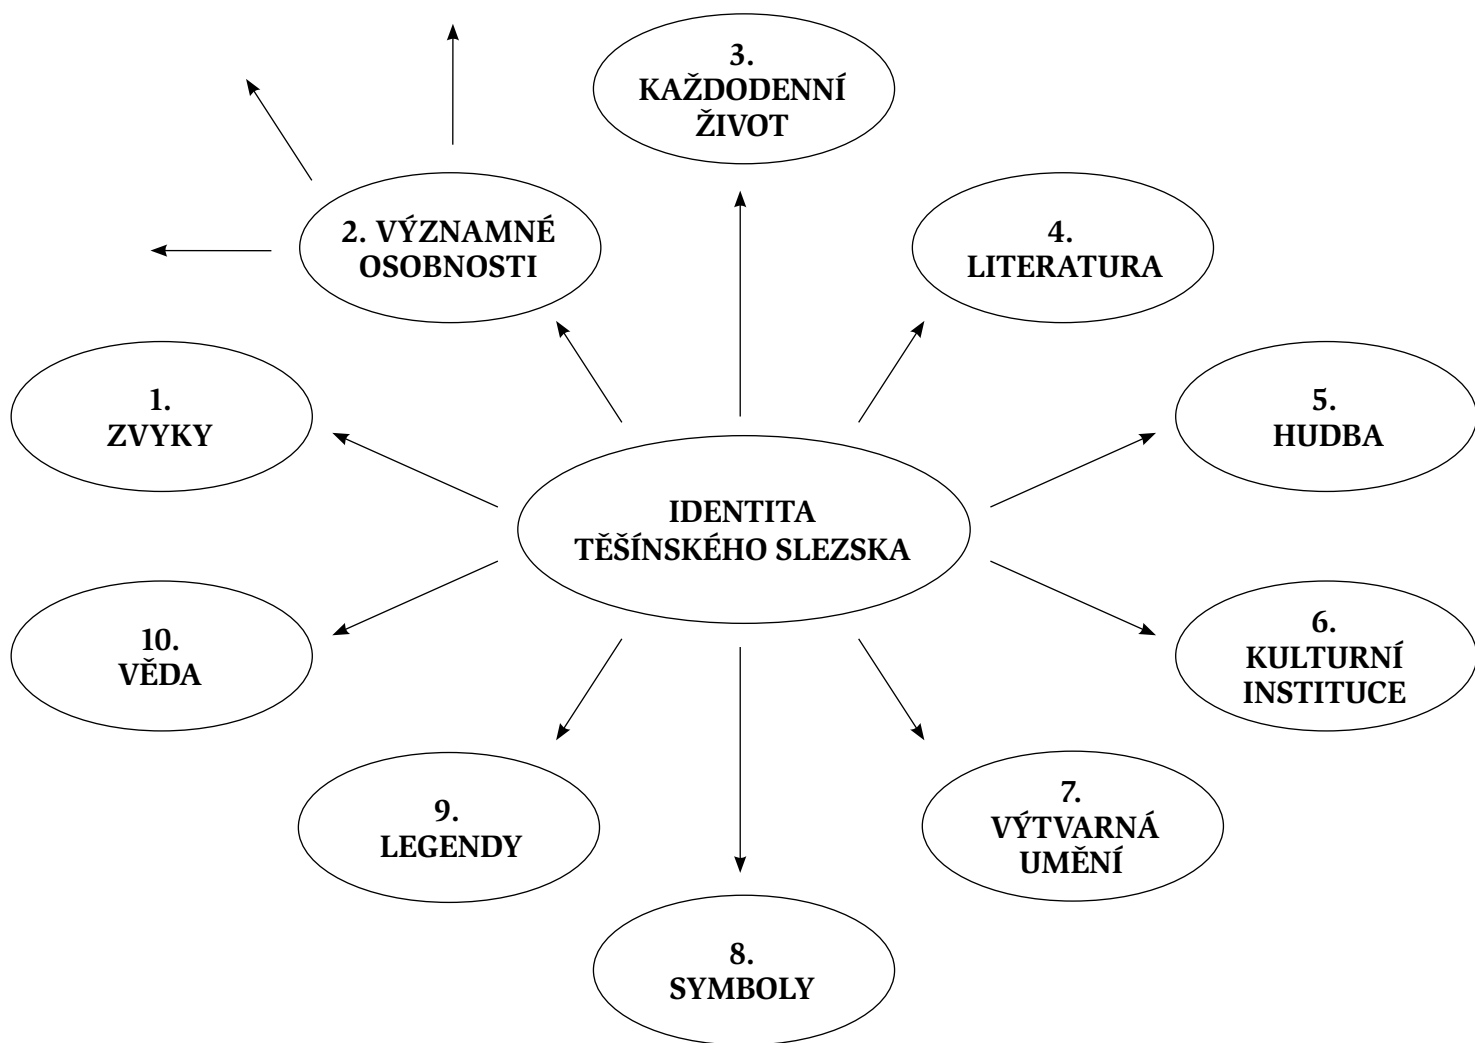 3.
KAŽDODENNÍ
ŽIVOT
2. VÝZNAMNÉ
OSOBNOSTI
4.
LITERATURA
1.
ZVYKY
5.
HUDBA
IDENTITA
TĚŠÍNSKÉHO SLEZSKA
10.
VĚDA
6.
KULTURNÍ
INSTITUCE
9.
LEGENDY
7.
VÝTVARNÁ
UMĚNÍ
8.
SYMBOLY